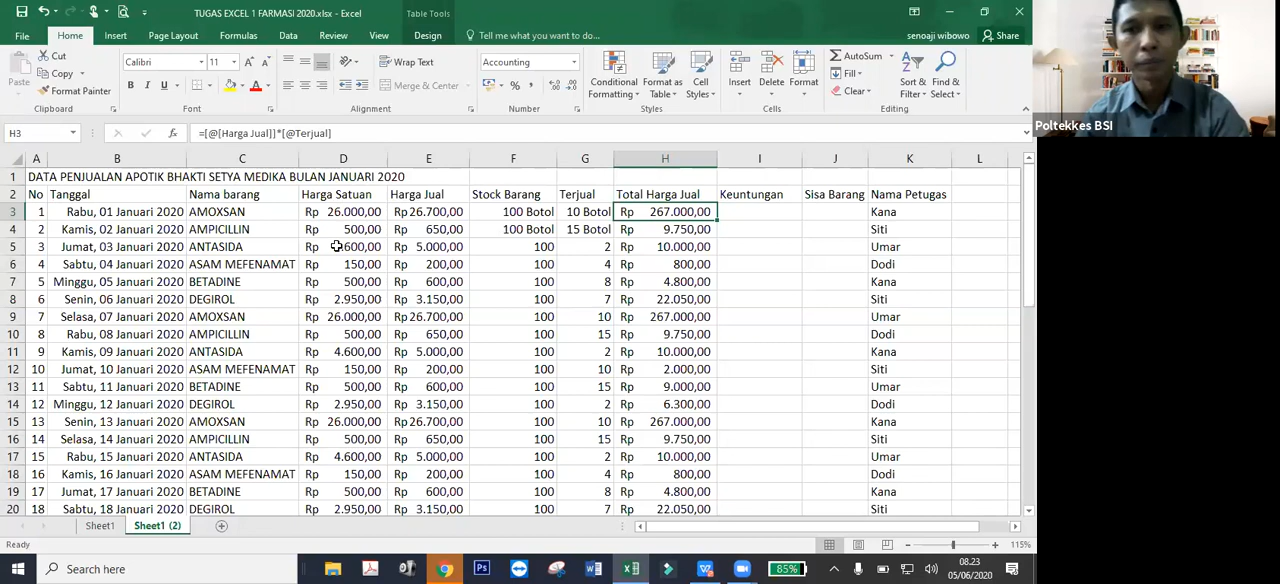 TUGAS EXCEL 1 FARMASI 2020.xlsx - Excel
Table Tools
File Home Insert Page Layout Formulas Data Review View Design Tell me what you want to do... senoaji wibowo Share
Paste Cut Copy Format Painter
Calibri 11
B I U
Wrap Text
Merge & Center
Accounting
%
Conditional Formatting Format as Table Cell Styles
Insert Delete Format
AutoSum Fill Clear
Sort & Filter Find & Select
Clipboard Font Alignment Number Styles Cells Editing
Poltekkes BSI
H3 fx =[@[Harga Jual]]*[@Terjual]
A B C D E F G H I J K L
1 DATA PENJUALAN APOTIK BHAKTI SETYA MEDIKA BULAN JANUARI 2020
2 No Tanggal Nama barang Harga Satuan Harga Jual Stock Barang Terjual Total Harga Jual Keuntungan Sisa Barang Nama Petugas
3 1 Rabu, 01 Januari 2020 AMOXSAN Rp 26.000,00 Rp 26.700,00 100 Botol 10 Botol Rp 267.000,00 Kana
4 2 Kamis, 02 Januari 2020 AMPICILLIN Rp 500,00 Rp 650,00 100 Botol 15 Botol Rp 9.750,00 Siti
5 3 Jumat, 03 Januari 2020 ANTASIDA Rp 600,00 Rp 5.000,00 100 2 Rp 10.000,00 Umar
6 4 Sabtu, 04 Januari 2020 ASAM MEFENAMAT Rp 150,00 Rp 200,00 100 4 Rp 800,00 Dodi
7 5 Minggu, 05 Januari 2020 BETADINE Rp 500,00 Rp 600,00 100 8 Rp 4.800,00 Kana
8 6 Senin, 06 Januari 2020 DEGIROL Rp 2.950,00 Rp 3.150,00 100 7 Rp 22.050,00 Siti
9 7 Selasa, 07 Januari 2020 AMOXSAN Rp 26.000,00 Rp 26.700,00 100 10 Rp 267.000,00 Umar
10 8 Rabu, 08 Januari 2020 AMPICILLIN Rp 500,00 Rp 650,00 100 15 Rp 9.750,00 Dodi
11 9 Kamis, 09 Januari 2020 ANTASIDA Rp 4.600,00 Rp 5.000,00 100 2 Rp 10.000,00 Kana
12 10 Jumat, 10 Januari 2020 ASAM MEFENAMAT Rp 150,00 Rp 200,00 100 10 Rp 2.000,00 Siti
13 11 Sabtu, 11 Januari 2020 BETADINE Rp 500,00 Rp 600,00 100 15 Rp 9.000,00 Umar
14 12 Minggu, 12 Januari 2020 DEGIROL Rp 2.950,00 Rp 3.150,00 100 2 Rp 6.300,00 Dodi
15 13 Senin, 13 Januari 2020 AMOXSAN Rp 26.000,00 Rp 26.700,00 100 10 Rp 267.000,00 Kana
16 14 Selasa, 14 Januari 2020 AMPICILLIN Rp 500,00 Rp 650,00 100 15 Rp 9.750,00 Siti
17 15 Rabu, 15 Januari 2020 ANTASIDA Rp 4.600,00 Rp 5.000,00 100 2 Rp 10.000,00 Umar
18 16 Kamis, 16 Januari 2020 ASAM MEFENAMAT Rp 150,00 Rp 200,00 100 4 Rp 800,00 Dodi
19 17 Jumat, 17 Januari 2020 BETADINE Rp 500,00 Rp 600,00 100 8 Rp 4.800,00 Kana
20 18 Sabtu, 18 Januari 2020 DEGIROL Rp 2.950,00 Rp 3.150,00 100 7 Rp 22.050,00 Siti
Sheet1 Sheet1 (2)
Ready 115%
Search here 85% 08.23
05/06/2020